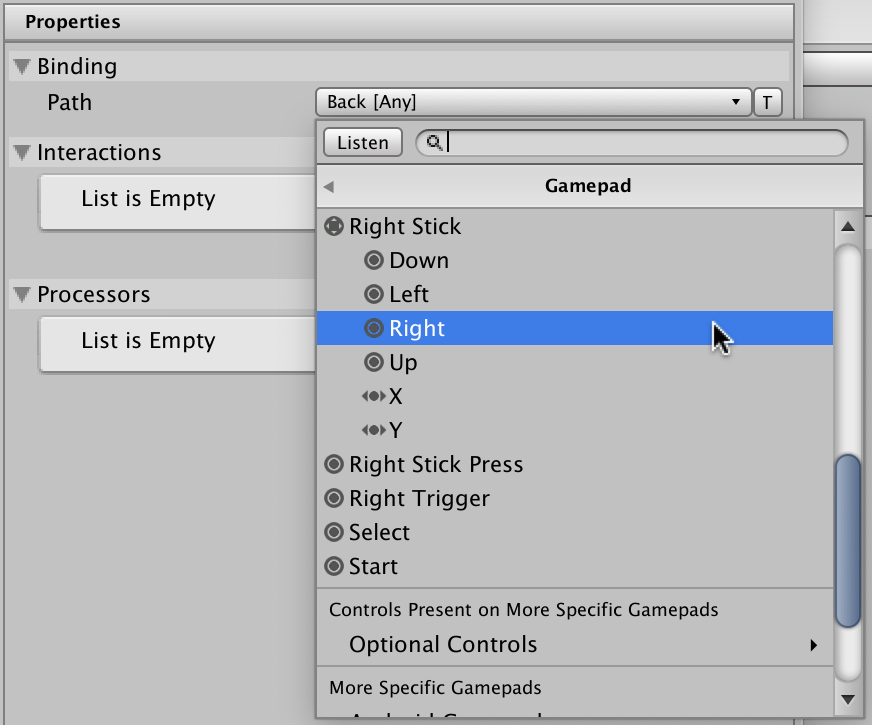 Properties
Binding
Path
Back [Any]
T
Listen
Interactions
List is Empty
Gamepad
Right Stick
Down
Left
Processors
Right
List is Empty
Up
X
Y
Right Stick Press
Right Trigger
Select
Start
Controls Present on More Specific Gamepads
Optional Controls
More Specific Gamepads